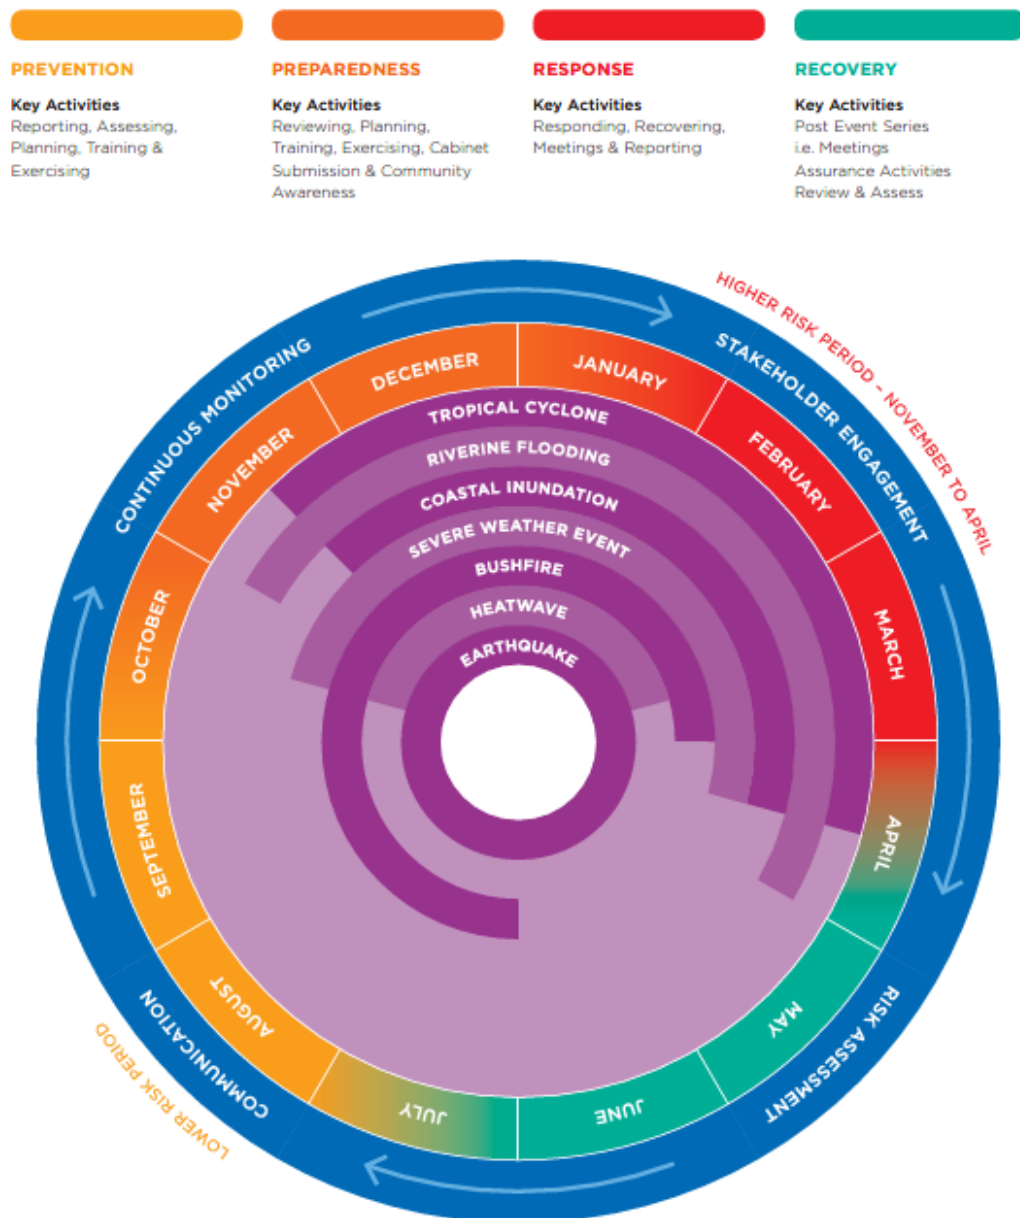 PREVENTION
Key Activities
Reporting, Assessing,
Planning, Training &
Exercising
PREPAREDNESS
Key Activities
Reviewing, Planning,
Training, Exercising, Cabinet
Submission & Community
Awareness
RESPONSE
Key Activities
Responding, Recovering,
Meetings & Reporting
RECOVERY
Key Activities
Post Event Series
i.e. Meetings
Assurance Activities
Review & Assess
HIGHER RISK PERIOD - NOVEMBER TO APRIL
CONTINUOUS MONITORING
STAKEHOLDER ENGAGEMENT
RISK ASSESSMENT
COMMUNICATION
LOWER RISK PERIOD
JANUARY
FEBRUARY
MARCH
APRIL
MAY
JUNE
JULY
AUGUST
SEPTEMBER
OCTOBER
NOVEMBER
DECEMBER
TROPICAL CYCLONE
RIVERINE FLOODING
COASTAL INUNDATION
SEVERE WEATHER EVENT
BUSHFIRE
HEATWAVE
EARTHQUAKE